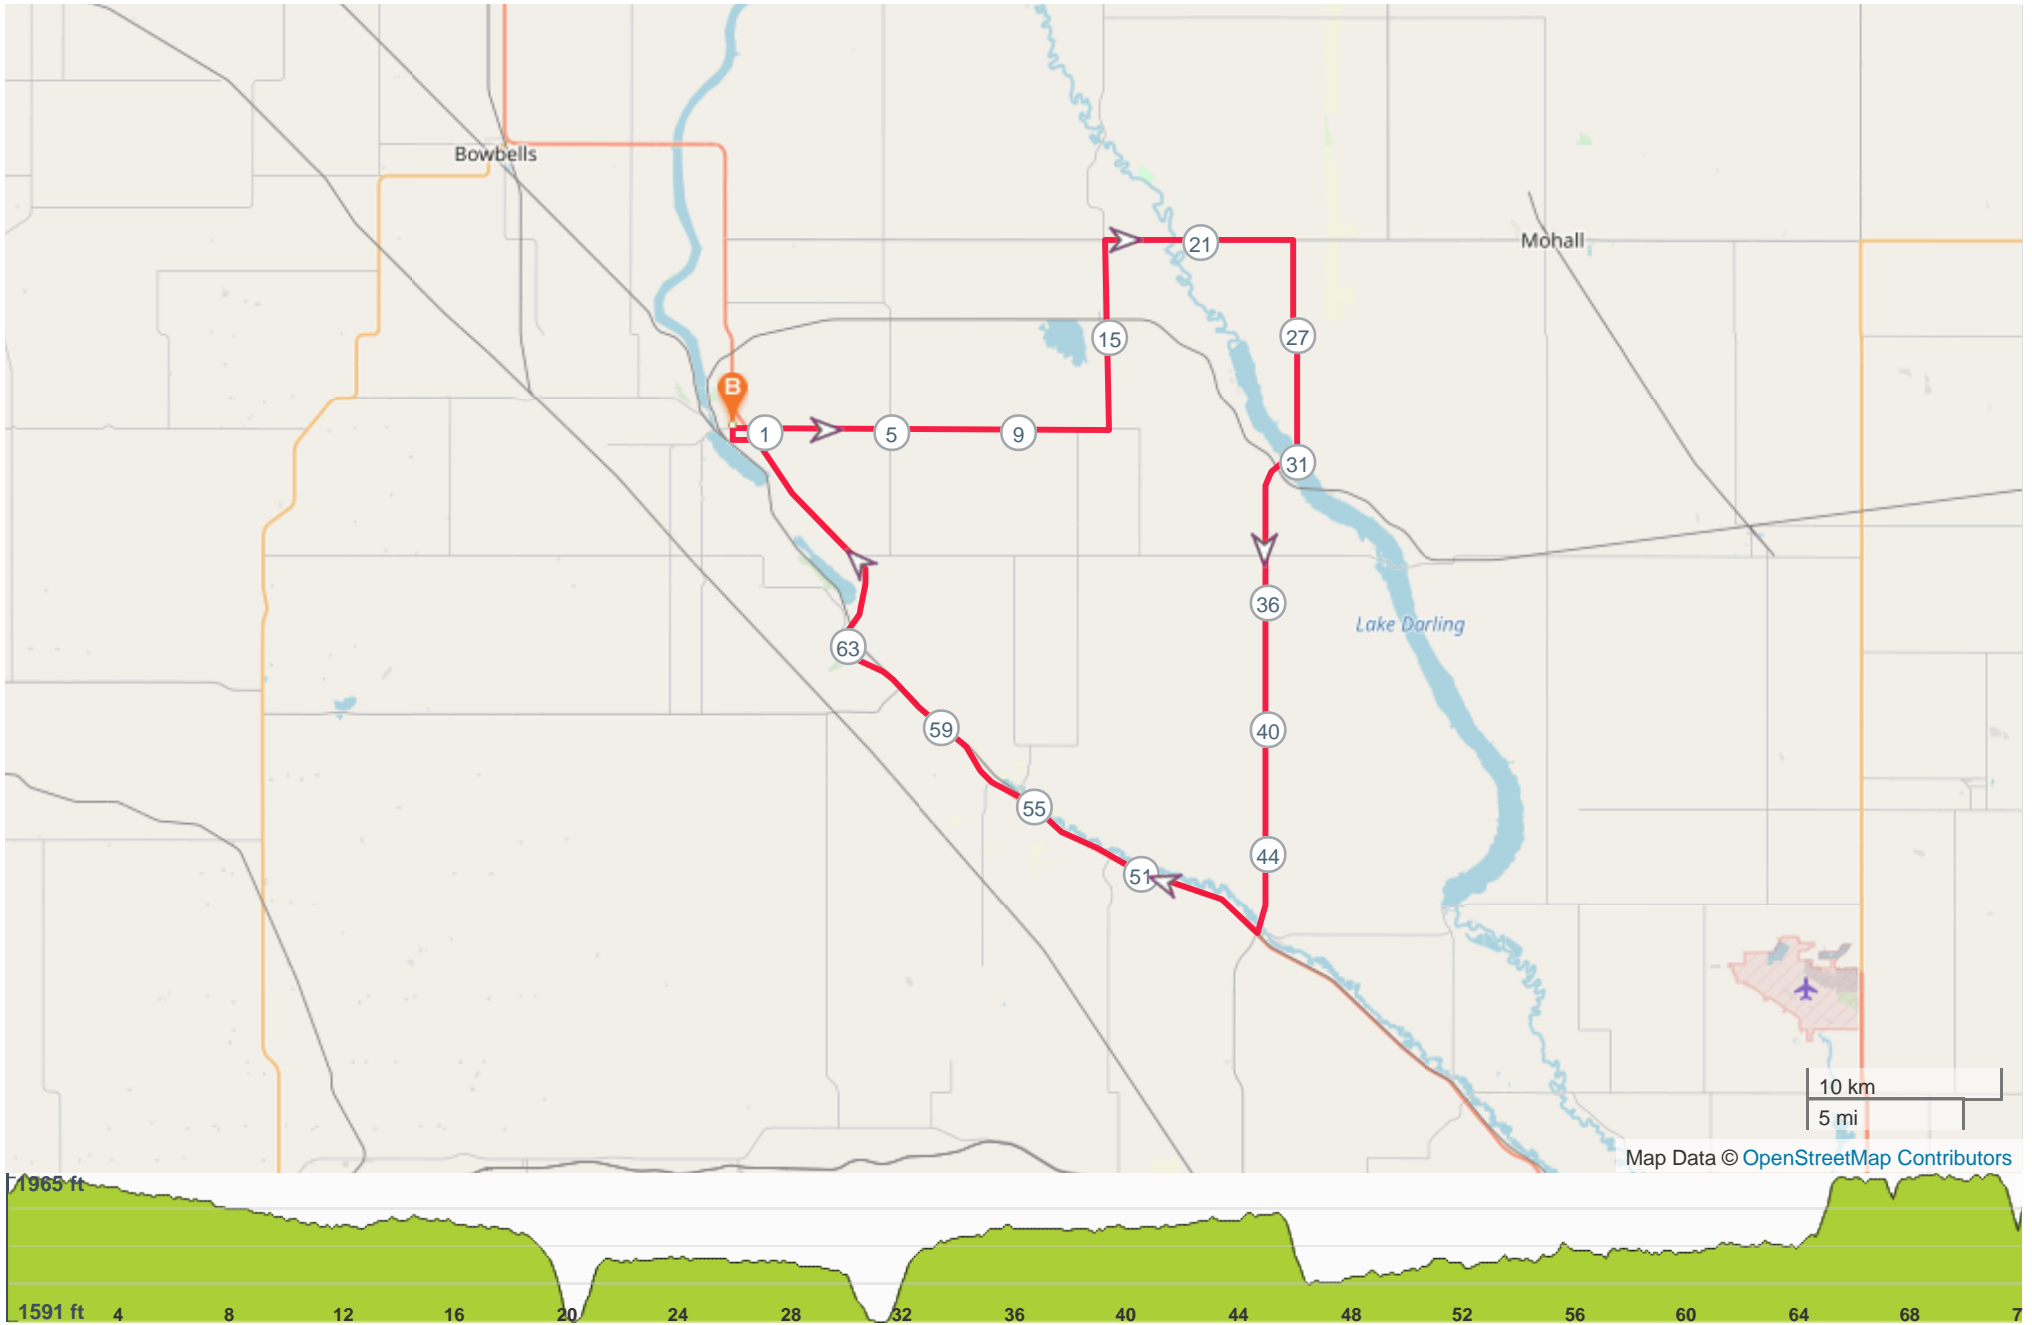 Bowbells
21
Mohall
15
27
B
1
5
9
31
36
Lake Darling
63
59
40
55
44
51
10 km
5 mi
Map Data © OpenStreetMap Contributors
1965 ft
1591 ft 4 8 12 16 20 24 28 32 36 40 44 48 52 56 60 64 68 7